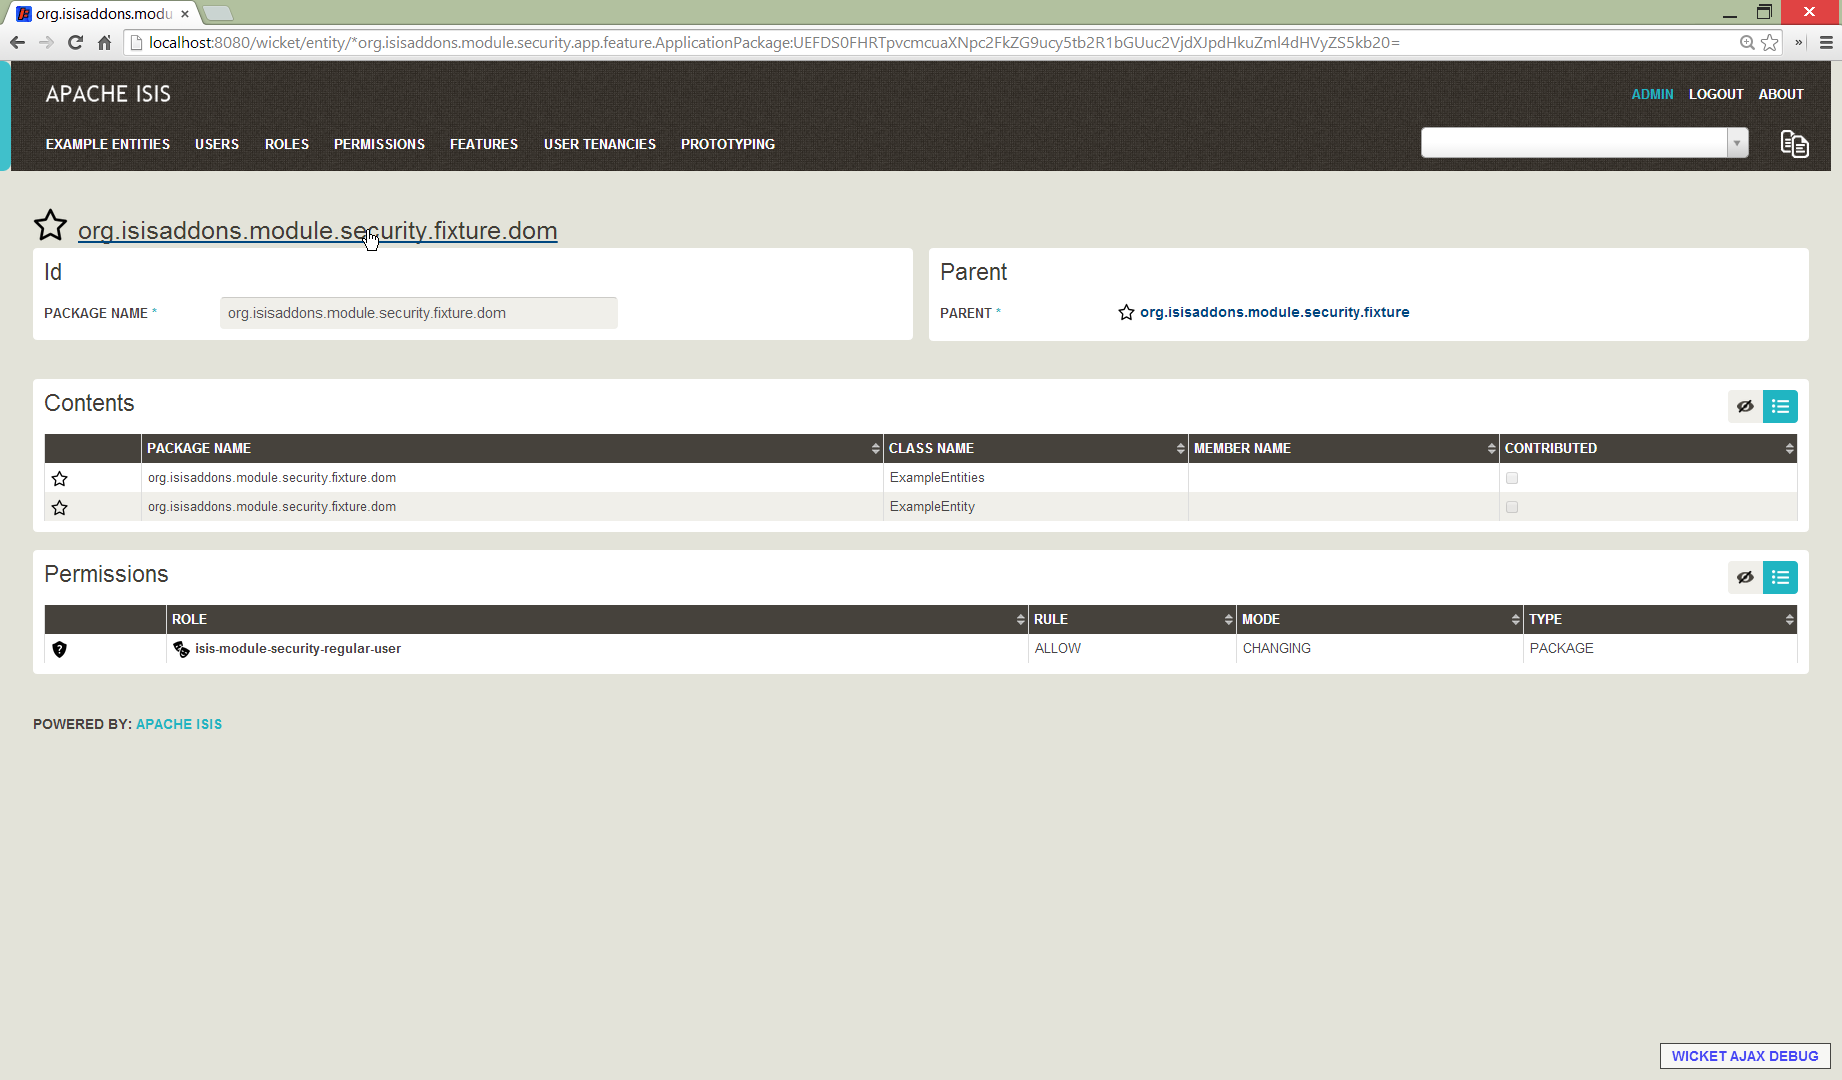 org.isisaddons.modu
localhost:8080/wicket/entity/*org.isisaddons.module.security.app.feature.ApplicationPackage:UEFDS0FHRTpvcmcuaXNpc2FkZG9ucy5tb2R1bGUuc2VjdXJpdHkuZml4dHVyZS5kb20=
APACHE ISIS
ADMIN LOGOUT ABOUT
EXAMPLE ENTITIES USERS ROLES PERMISSIONS FEATURES USER TENANCIES PROTOTYPING
org.isisaddons.module.security.fixture.dom
Id
PACKAGE NAME *
org.isisaddons.module.security.fixture.dom
Parent
PARENT *
org.isisaddons.module.security.fixture
Contents
PACKAGE NAME CLASS NAME MEMBER NAME CONTRIBUTED
org.isisaddons.module.security.fixture.dom ExampleEntities
org.isisaddons.module.security.fixture.dom ExampleEntity
Permissions
ROLE RULE MODE TYPE
isis-module-security-regular-user ALLOW CHANGING PACKAGE
POWERED BY: APACHE ISIS
WICKET AJAX DEBUG